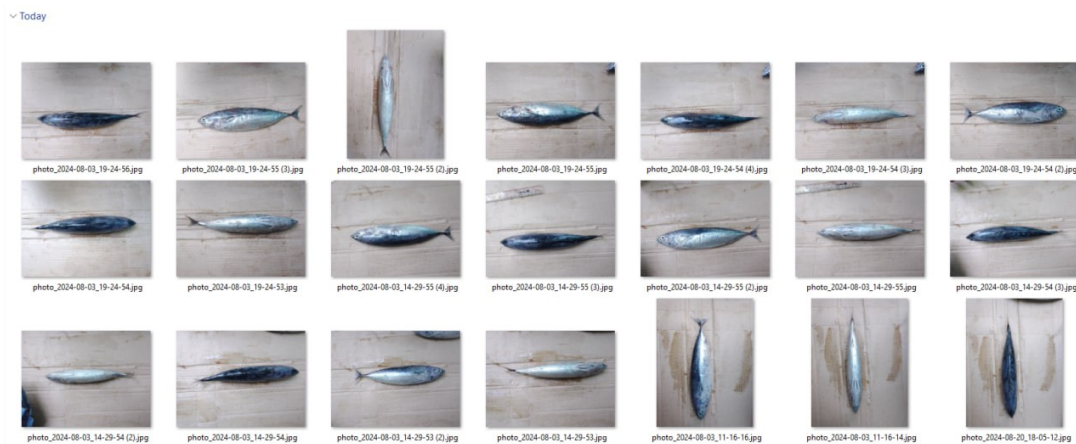 Today
photo_2024-08-03_19-24-56.jpg
photo_2024-08-03_19-24-55 (3).jpg
photo_2024-08-03_19-24-55 (2).jpg
photo_2024-08-03_19-24-55.jpg
photo_2024-08-03_19-24-54 (4).jpg
photo_2024-08-03_19-24-54 (3).jpg
photo_2024-08-03_19-24-54 (2).jpg
photo_2024-08-03_19-24-54.jpg
photo_2024-08-03_19-24-53.jpg
photo_2024-08-03_14-29-55 (4).jpg
photo_2024-08-03_14-29-55 (3).jpg
photo_2024-08-03_14-29-55 (2).jpg
photo_2024-08-03_14-29-55.jpg
photo_2024-08-03_14-29-54 (3).jpg
photo_2024-08-03_14-29-54 (2).jpg
photo_2024-08-03_14-29-54.jpg
photo_2024-08-03_14-29-53 (2).jpg
photo_2024-08-03_14-29-53.jpg
photo_2024-08-03_11-16-16.jpg
photo_2024-08-03_11-16-14.jpg
photo_2024-08-20_18-05-12.jpg